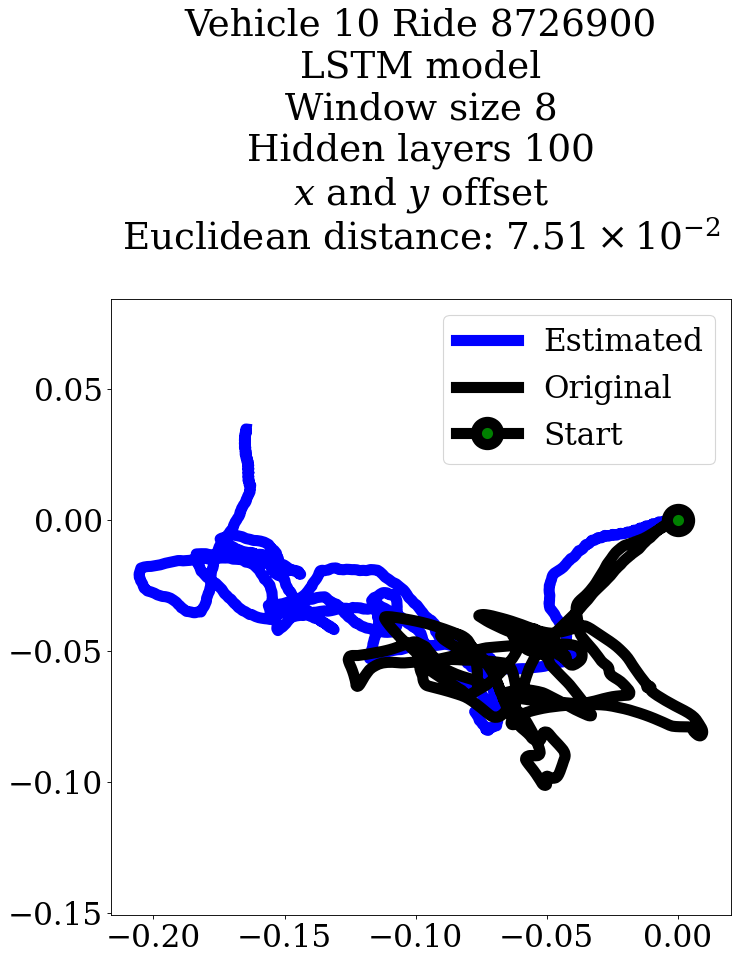 Vehicle 10 Ride 8726900
LSTM model
Window size 8
Hidden layers 100
x and y offset
Euclidean distance: 7.51 × 10⁻²
Estimated
Original
Start
0.05
0.00
−0.05
−0.10
−0.15
−0.20 −0.15 −0.10 −0.05 0.00